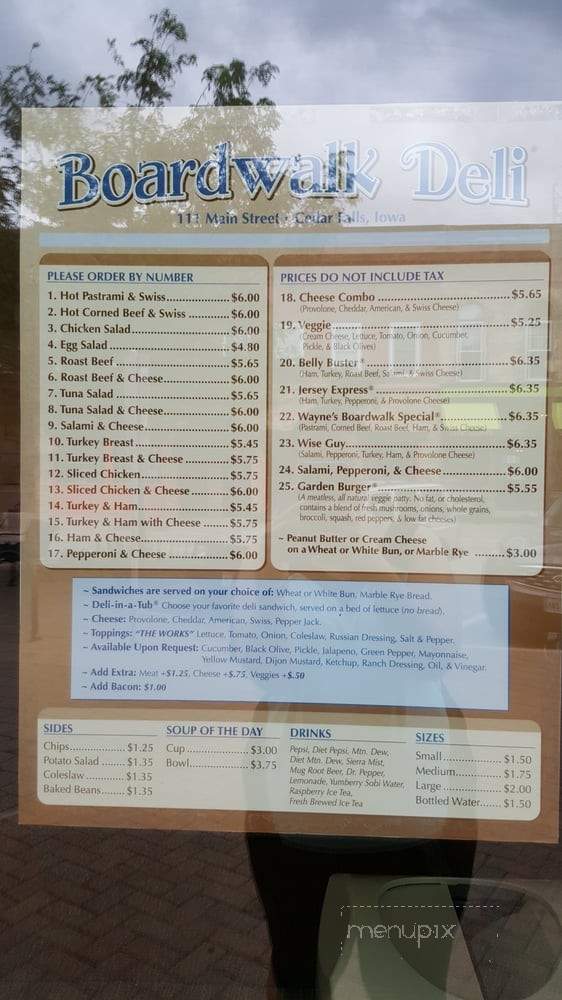 Boardwalk Deli
111 Main Street • Cedar Falls, Iowa
PLEASE ORDER BY NUMBER
1. Hot Pastrami & Swiss............$6.00
2. Hot Corned Beef & Swiss ............$6.00
3. Chicken Salad............$6.00
4. Egg Salad ............$4.80
5. Roast Beef ............$5.65
6. Roast Beef & Cheese............$6.00
7. Tuna Salad ............$5.65
8. Tuna Salad & Cheese............$6.00
9. Salami & Cheese............$6.00
10. Turkey Breast ............$5.45
11. Turkey Breast & Cheese ............$5.75
12. Sliced Chicken............$5.75
13. Sliced Chicken & Cheese............$6.00
14. Turkey & Ham............$5.45
15. Turkey & Ham with Cheese ............$5.75
16. Ham & Cheese............$5.75
17. Pepperoni & Cheese ............$6.00
PRICES DO NOT INCLUDE TAX
18. Cheese Combo ............$5.65
(Provolone, Cheddar, American, & Swiss Cheese)
19. Veggie............$5.25
(Cream Cheese, Lettuce, Tomato, Onion, Cucumber,
Pickle, & Black Olives)
20. Belly Buster® ............$6.35
(Ham, Turkey, Roast Beef, Salami, & Swiss Cheese)
21. Jersey Express® ............$6.35
(Ham, Turkey, Pepperoni, & Provolone Cheese)
22. Wayne's Boardwalk Special®............$6.35
(Pastrami, Corned Beef, Roast Beef, Ham, & Swiss Cheese)
23. Wise Guy............$6.35
(Salami, Pepperoni, Turkey, Ham, & Provolone Cheese)
24. Salami, Pepperoni, & Cheese............$6.00
25. Garden Burger®............$5.55
(A meatless, all natural veggie patty. No fat, or cholesterol,
contains a blend of fresh mushrooms, onions, whole grains,
broccoli, squash, red peppers, & low fat cheeses)
~ Peanut Butter or Cream Cheese
on a Wheat or White Bun, or Marble Rye .........$3.00
~ Sandwiches are served on your choice of: Wheat or White Bun, Marble Rye Bread.
~ Deli-in-a-Tub® Choose your favorite deli sandwich, served on a bed of lettuce (no bread).
~ Cheese: Provolone, Cheddar, American, Swiss, Pepper Jack.
~ Toppings: "THE WORKS" Lettuce, Tomato, Onion, Coleslaw, Russian Dressing, Salt & Pepper.
~ Available Upon Request: Cucumber, Black Olive, Pickle, Jalapeno, Green Pepper, Mayonnaise,
Yellow Mustard, Dijon Mustard, Ketchup, Ranch Dressing, Oil, & Vinegar.
~ Add Extra: Meat +$1.25, Cheese +$.75, Veggies +$.50
~ Add Bacon: $1.00
SIDES
Chips............$1.25
Potato Salad ......$1.35
Coleslaw ..........$1.35
Baked Beans.......$1.35
SOUP OF THE DAY
Cup ............$3.00
Bowl............$3.75
DRINKS
Pepsi, Diet Pepsi, Mtn. Dew,
Diet Mtn. Dew, Sierra Mist,
Mug Root Beer, Dr. Pepper,
Lemonade, Yumberry Sobi Water,
Raspberry Ice Tea,
Fresh Brewed Ice Tea
SIZES
Small............$1.50
Medium..........$1.75
Large ............$2.00
Bottled Water......$1.50
menupix